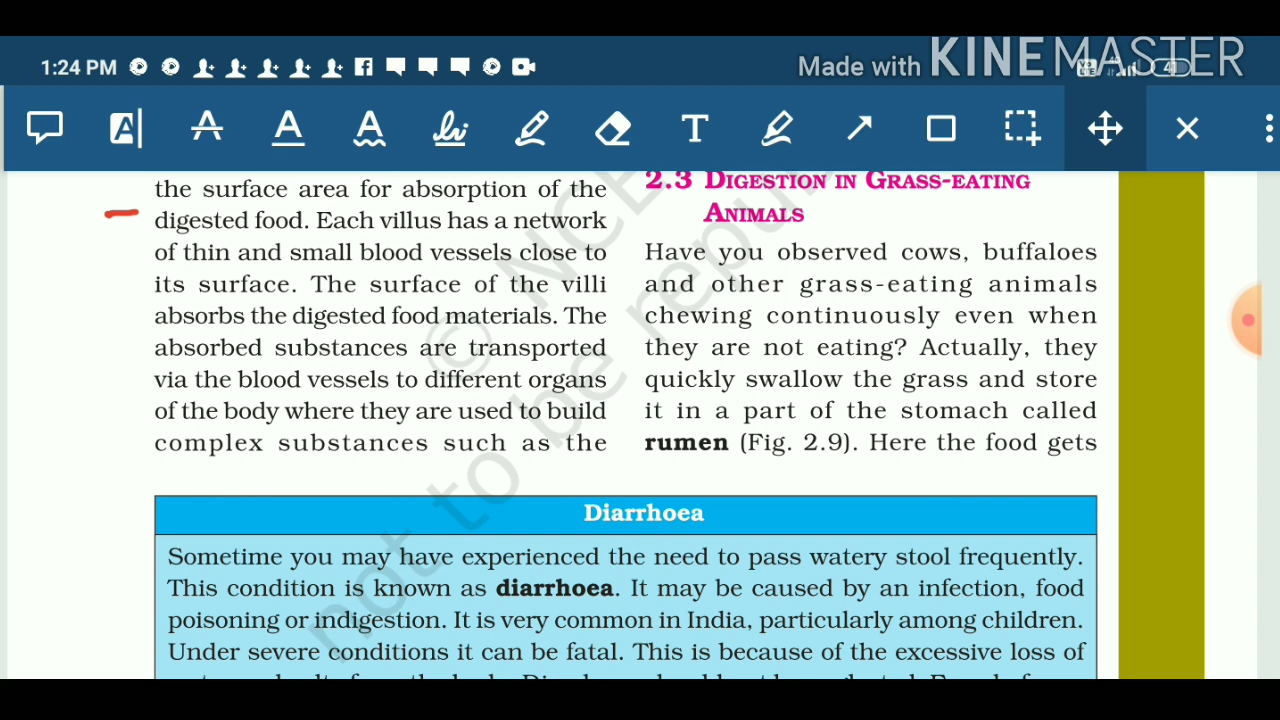 1:24 PM
Made with KINEMASTER
41
the surface area for absorption of the
digested food. Each villus has a network
of thin and small blood vessels close to
its surface. The surface of the villi
absorbs the digested food materials. The
absorbed substances are transported
via the blood vessels to different organs
of the body where they are used to build
complex substances such as the
2.3 DIGESTION IN GRASS-EATING
ANIMALS
Have you observed cows, buffaloes
and other grass-eating animals
chewing continuously even when
they are not eating? Actually, they
quickly swallow the grass and store
it in a part of the stomach called
rumen (Fig. 2.9). Here the food gets
Diarrhoea
Sometime you may have experienced the need to pass watery stool frequently.
This condition is known as diarrhoea. It may be caused by an infection, food
poisoning or indigestion. It is very common in India, particularly among children.
Under severe conditions it can be fatal. This is because of the excessive loss of
© NCE
not to be repu